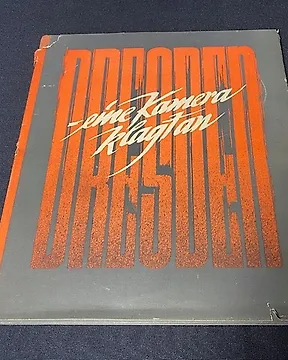 DRESDEN
- eine Kamera
klagt an